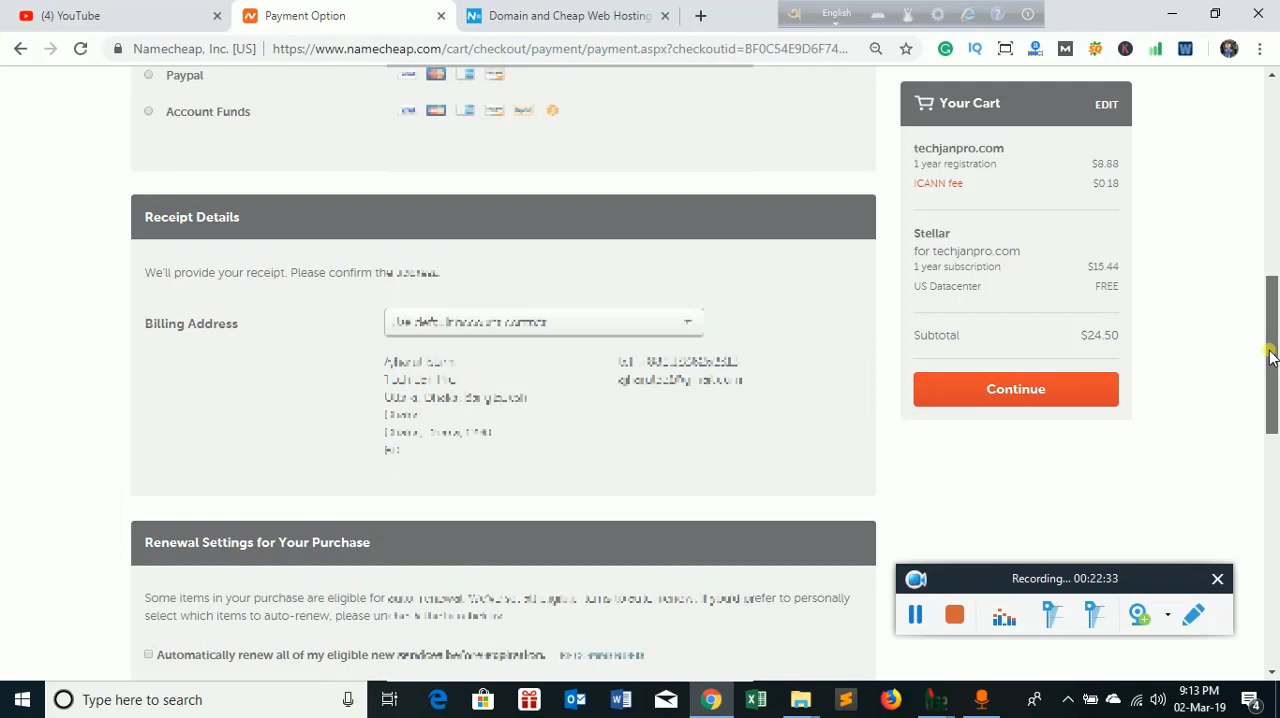 (4) YouTube
Payment Option
Domain and Cheap Web Hosting
English
Namecheap, Inc. [US] | https://www.namecheap.com/cart/checkout/payment/payment.aspx?checkoutid=BF0C54E9D6F74...
Paypal
Account Funds
Your Cart
EDIT
techjanpro.com
1 year registration $8.88
ICANN fee $0.18
Stellar
for techjanpro.com
1 year subscription $15.44
US Datacenter FREE
Subtotal $24.50
Continue
Receipt Details
We'll provide your receipt. Please confirm the
Billing Address
Renewal Settings for Your Purchase
Some items in your purchase are eligible for prefer to personally
select which items to auto-renew, please
Automatically renew all of my eligible new
Recording... 00:22:33
Type here to search
9:13 PM
02-Mar-19
4